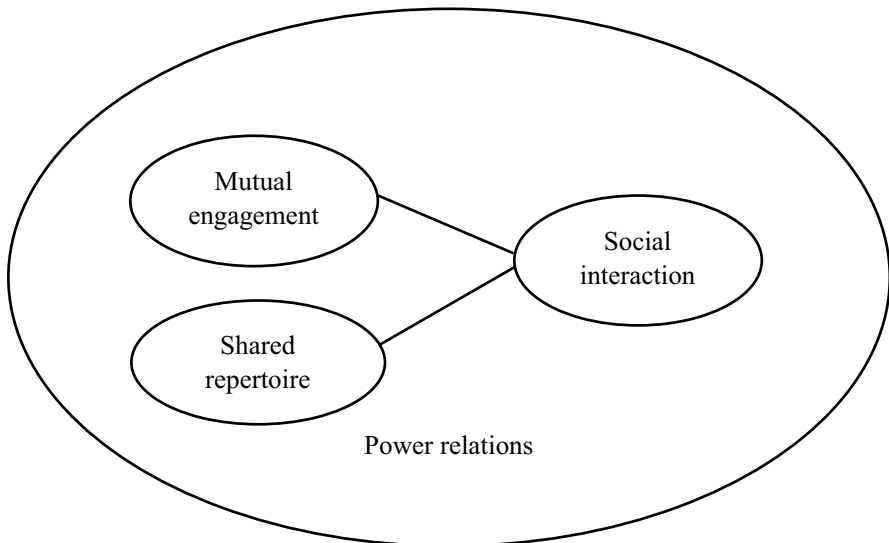 Mutual
engagement
Social
interaction
Shared
repertoire
Power relations